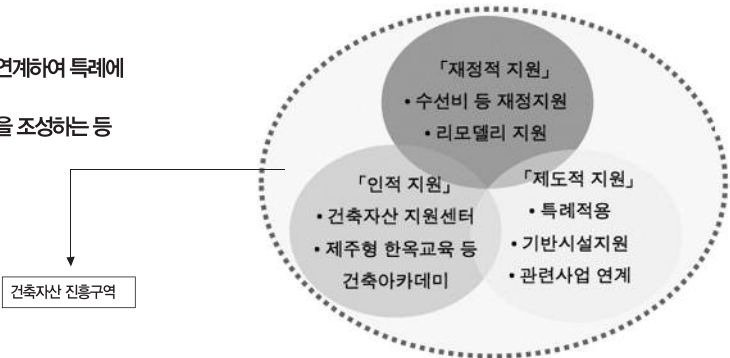 연계하여 특례에
을 조성하는 등
「재정적 지원」
• 수선비 등 재정지원
• 리모델리 지원
「인적 지원」
• 건축자산 지원센터
• 제주형 한옥교육 등
건축아카데미
「제도적 지원」
• 특례적용
• 기반시설지원
• 관련사업 연계
건축자산 진흥구역